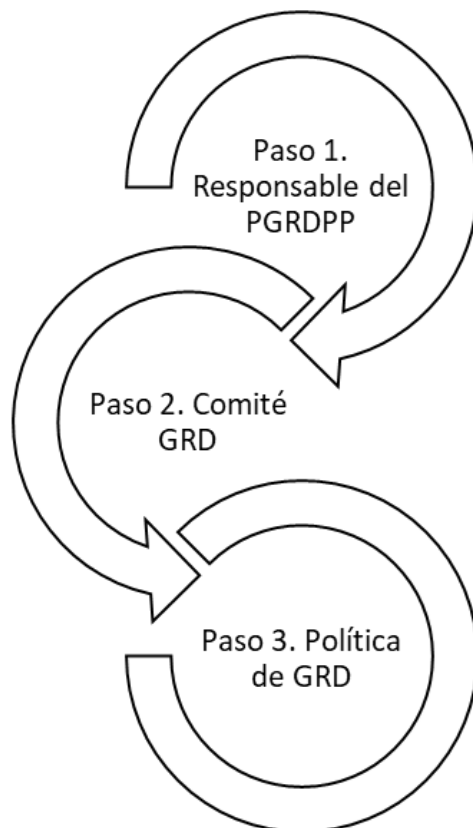 Paso 1.
Responsable del
PGRDPP
Paso 2. Comité
GRD
Paso 3. Política
de GRD